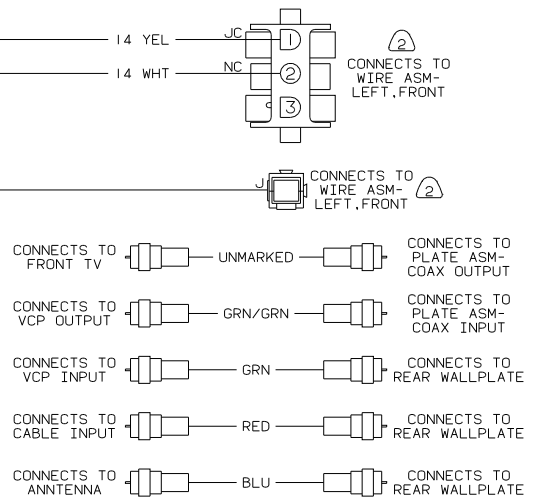 14 YEL
JC
1
2
CONNECTS TO
WIRE ASM-
LEFT,FRONT
14 WHT
NC
2
3
J
CONNECTS TO
WIRE ASM-
LEFT,FRONT
2
CONNECTS TO
FRONT TV
UNMARKED
CONNECTS TO
PLATE ASM-
COAX OUTPUT
CONNECTS TO
VCP OUTPUT
GRN/GRN
CONNECTS TO
PLATE ASM-
COAX INPUT
CONNECTS TO
VCP INPUT
GRN
CONNECTS TO
REAR WALLPLATE
CONNECTS TO
CABLE INPUT
RED
CONNECTS TO
REAR WALLPLATE
CONNECTS TO
ANNTENNA
BLU
CONNECTS TO
REAR WALLPLATE